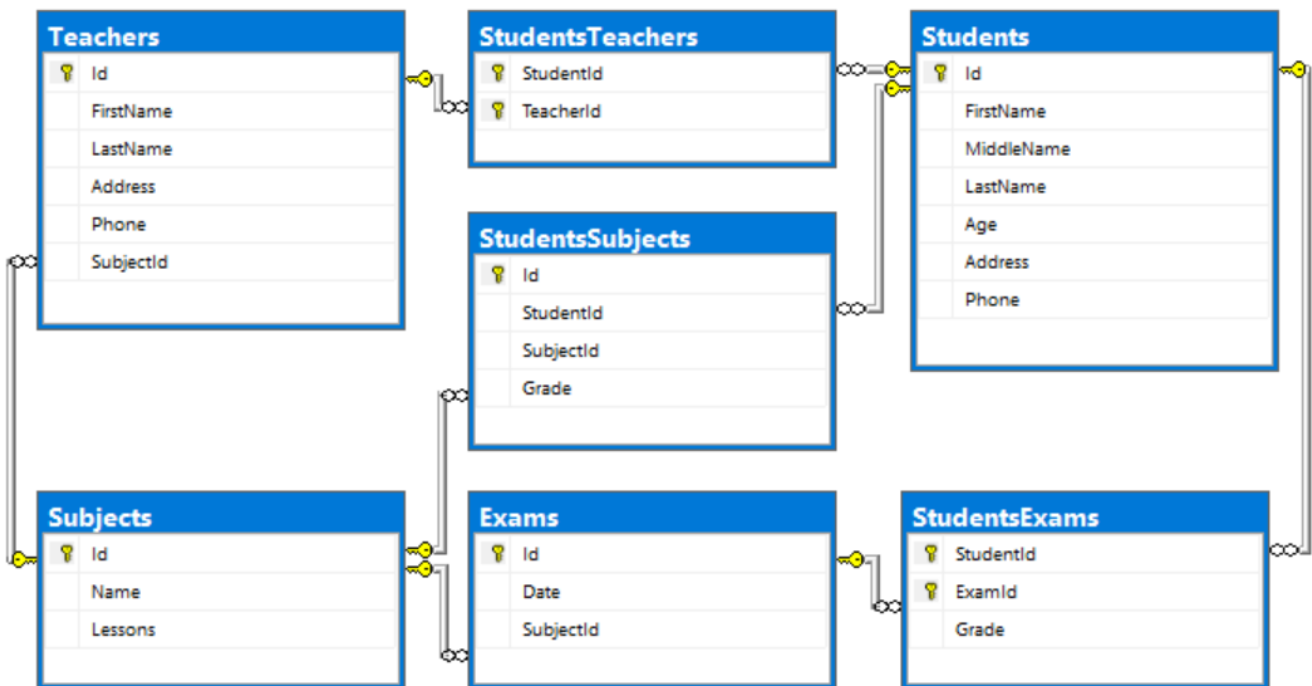 Teachers
Id
FirstName
LastName
Address
Phone
SubjectId
StudentsTeachers
StudentId
TeacherId
Students
Id
FirstName
MiddleName
LastName
Age
Address
Phone
StudentsSubjects
Id
StudentId
SubjectId
Grade
Subjects
Id
Name
Lessons
Exams
Id
Date
SubjectId
StudentsExams
StudentId
ExamId
Grade